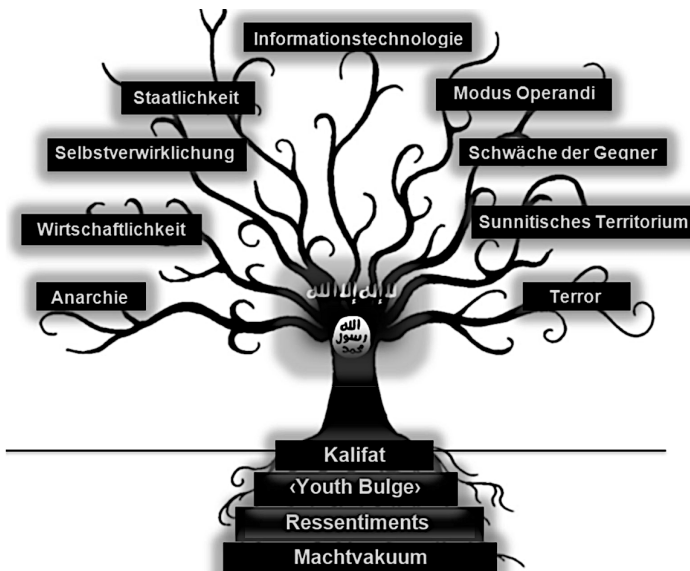 Informationstechnologie
Staatlichkeit
Modus Operandi
Selbstverwirklichung
Schwäche der Gegner
Wirtschaftlichkeit
Sunnitisches Territorium
Anarchie
Terror
لا إله إلا الله
الله
رسول
محمد
Kalifat
‹Youth Bulge›
Ressentiments
Machtvakuum